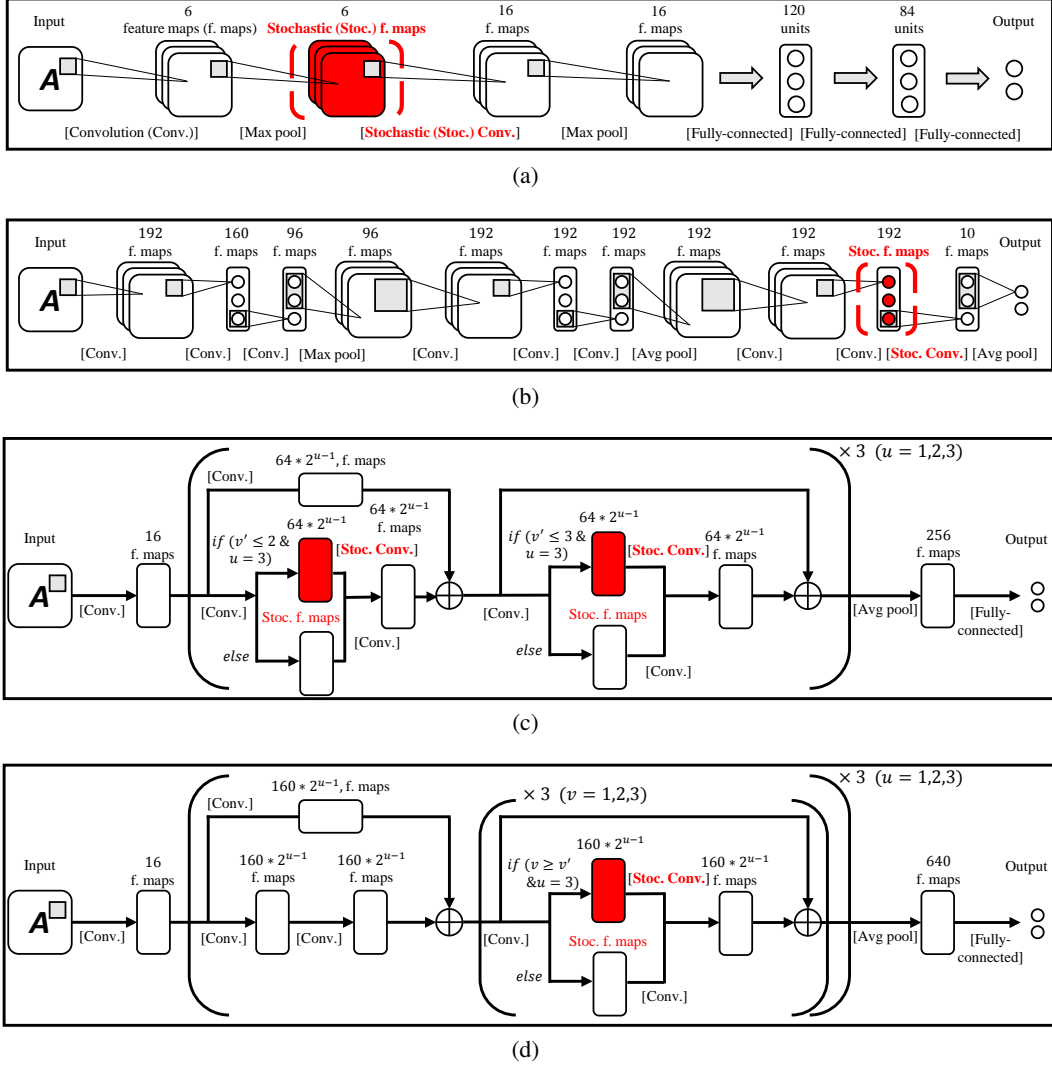 6
feature maps (f. maps)
6
Stochastic (Stoc.) f. maps
16
f. maps
16
f. maps
120
units
84
units
Output
Input
A
[Convolution (Conv.)]
[Max pool]
[Stochastic (Stoc.) Conv.]
[Max pool]
[Fully-connected]
[Fully-connected]
[Fully-connected]
(a)
Input
192
f. maps
160
f. maps
96
f. maps
96
f. maps
192
f. maps
192
f. maps
192
f. maps
192
f. maps
192
f. maps
192
Stoc. f. maps
10
f. maps
Output
A
[Conv.]
[Conv.]
[Conv.]
[Max pool]
[Conv.]
[Conv.]
[Conv.]
[Avg pool]
[Conv.]
[Conv.]
[Stoc. Conv.]
[Avg pool]
(b)
× 3 (u = 1,2,3)
64 * 2^{u−1}, f. maps
[Conv.]
Input
A
[Conv.]
16
f. maps
[Conv.]
if (v′ ≤ 2 &
u = 3)
64 * 2^{u−1}
[Stoc. Conv.]
Stoc. f. maps
else
[Conv.]
64 * 2^{u−1}
f. maps
[Conv.]
if (v′ ≤ 3 &
u = 3)
64 * 2^{u−1}
[Stoc. Conv.]
Stoc. f. maps
else
[Conv.]
64 * 2^{u−1}
f. maps
[Avg pool]
256
f. maps
[Fully-
connected]
Output
(c)
× 3 (u = 1,2,3)
160 * 2^{u−1}, f. maps
[Conv.]
× 3 (v = 1,2,3)
Input
A
[Conv.]
16
f. maps
[Conv.]
160 * 2^{u−1}
f. maps
[Conv.]
160 * 2^{u−1}
f. maps
[Conv.]
if (v ≥ v′
&u = 3)
160 * 2^{u−1}
[Stoc. Conv.]
Stoc. f. maps
else
[Conv.]
160 * 2^{u−1}
f. maps
[Avg pool]
640
f. maps
[Fully-
connected]
Output
(d)